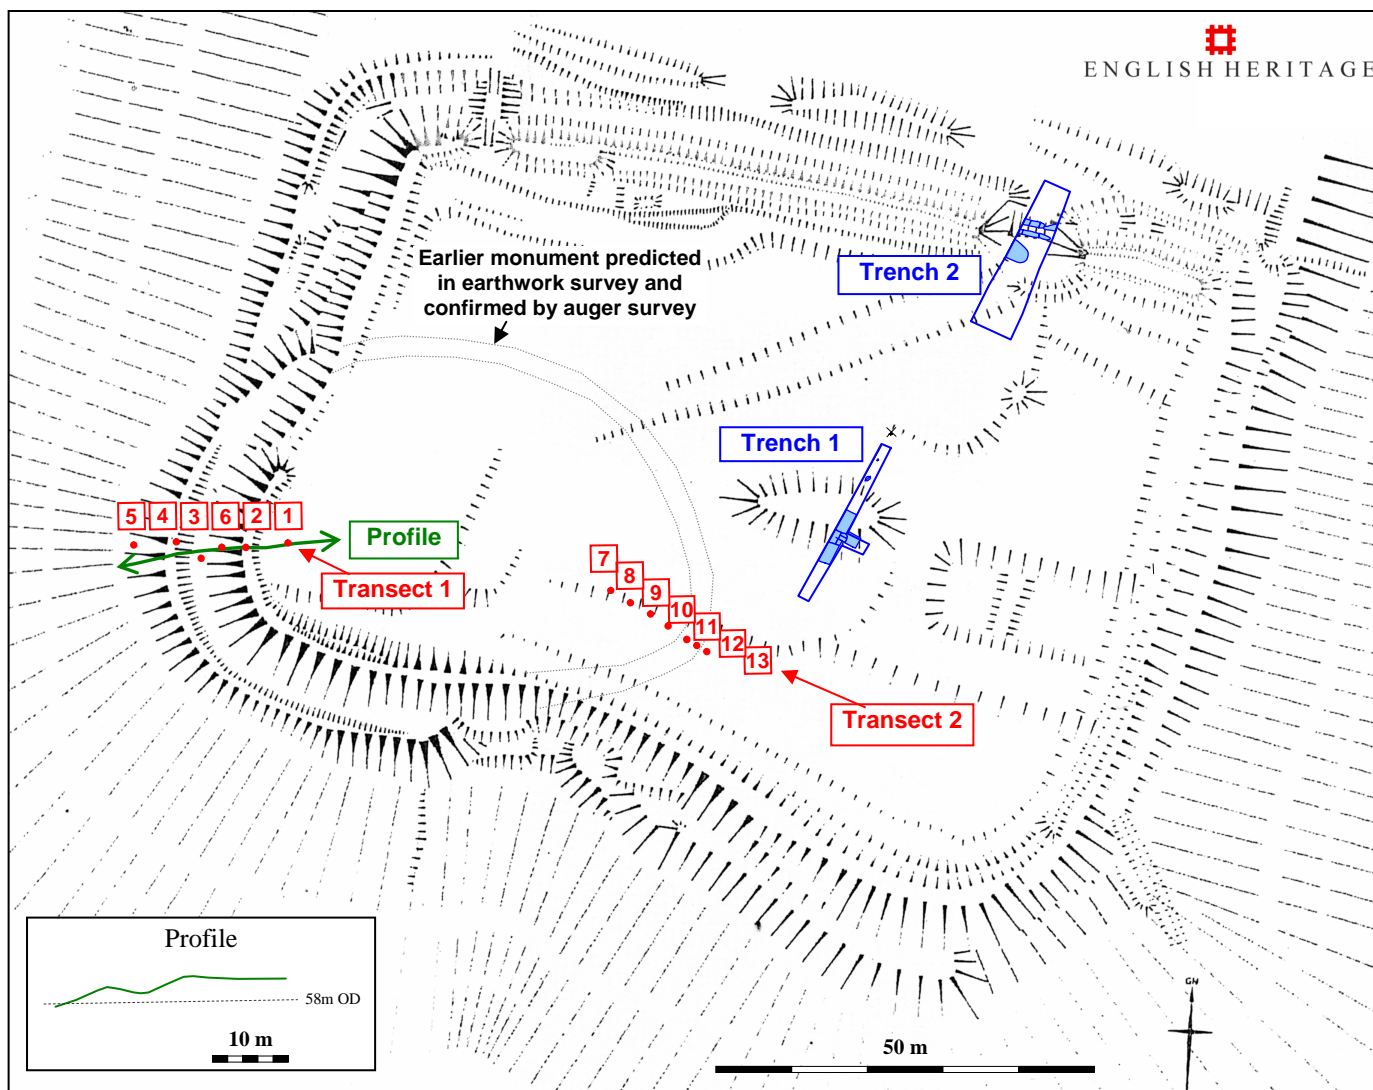 ENGLISH HERITAGE
Earlier monument predicted
in earthwork survey and
confirmed by auger survey
Trench 2
Trench 1
5 4 3 6 2 1
Profile
Transect 1
7
8
9
10
11
12
13
Transect 2
Profile
58m OD
10 m
50 m
GN